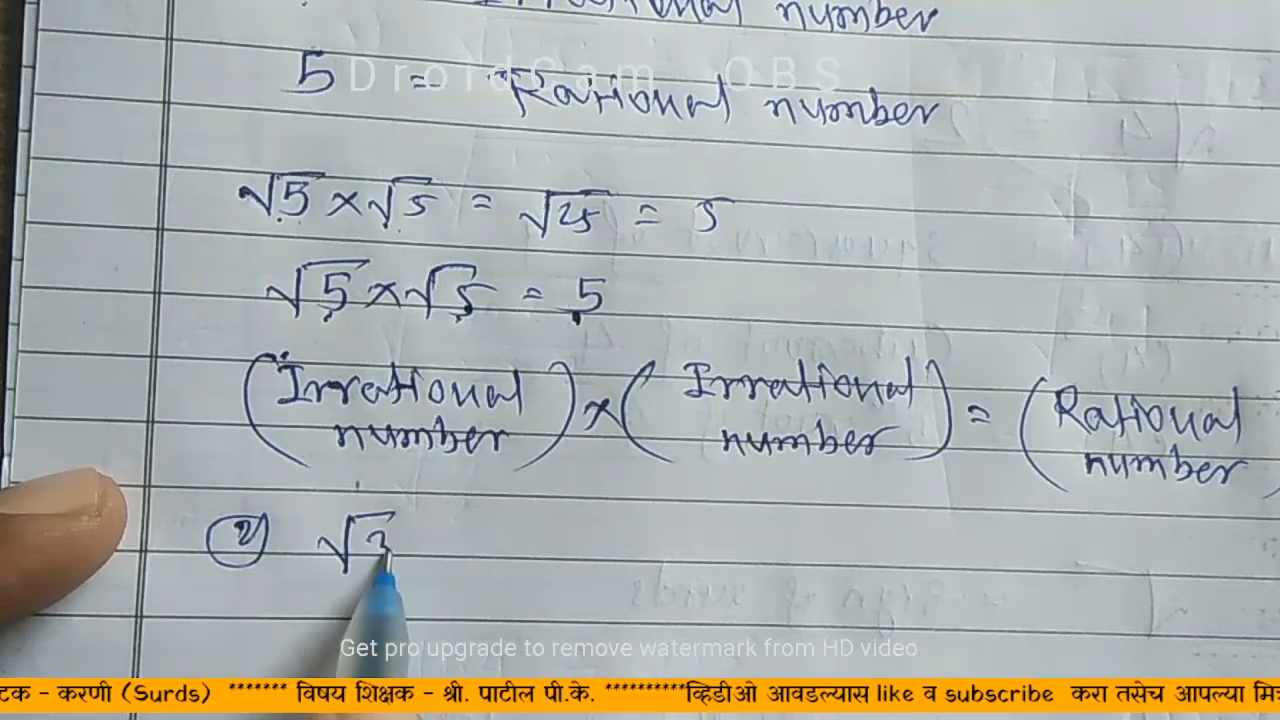 number
5 = Rational number
DroidCam OBS
√5 × √5 = √25 = 5
√5 × √5 = 5
(Irrational number) × (Irrational number) = (Rational number)
२) √3
Get pro upgrade to remove watermark from HD video
टक - करणी (Surds) ******* विषय शिक्षक - श्री. पाटील पी.के. **********व्हिडीओ आवडल्यास like व subscribe करा तसेच आपल्या मित्र